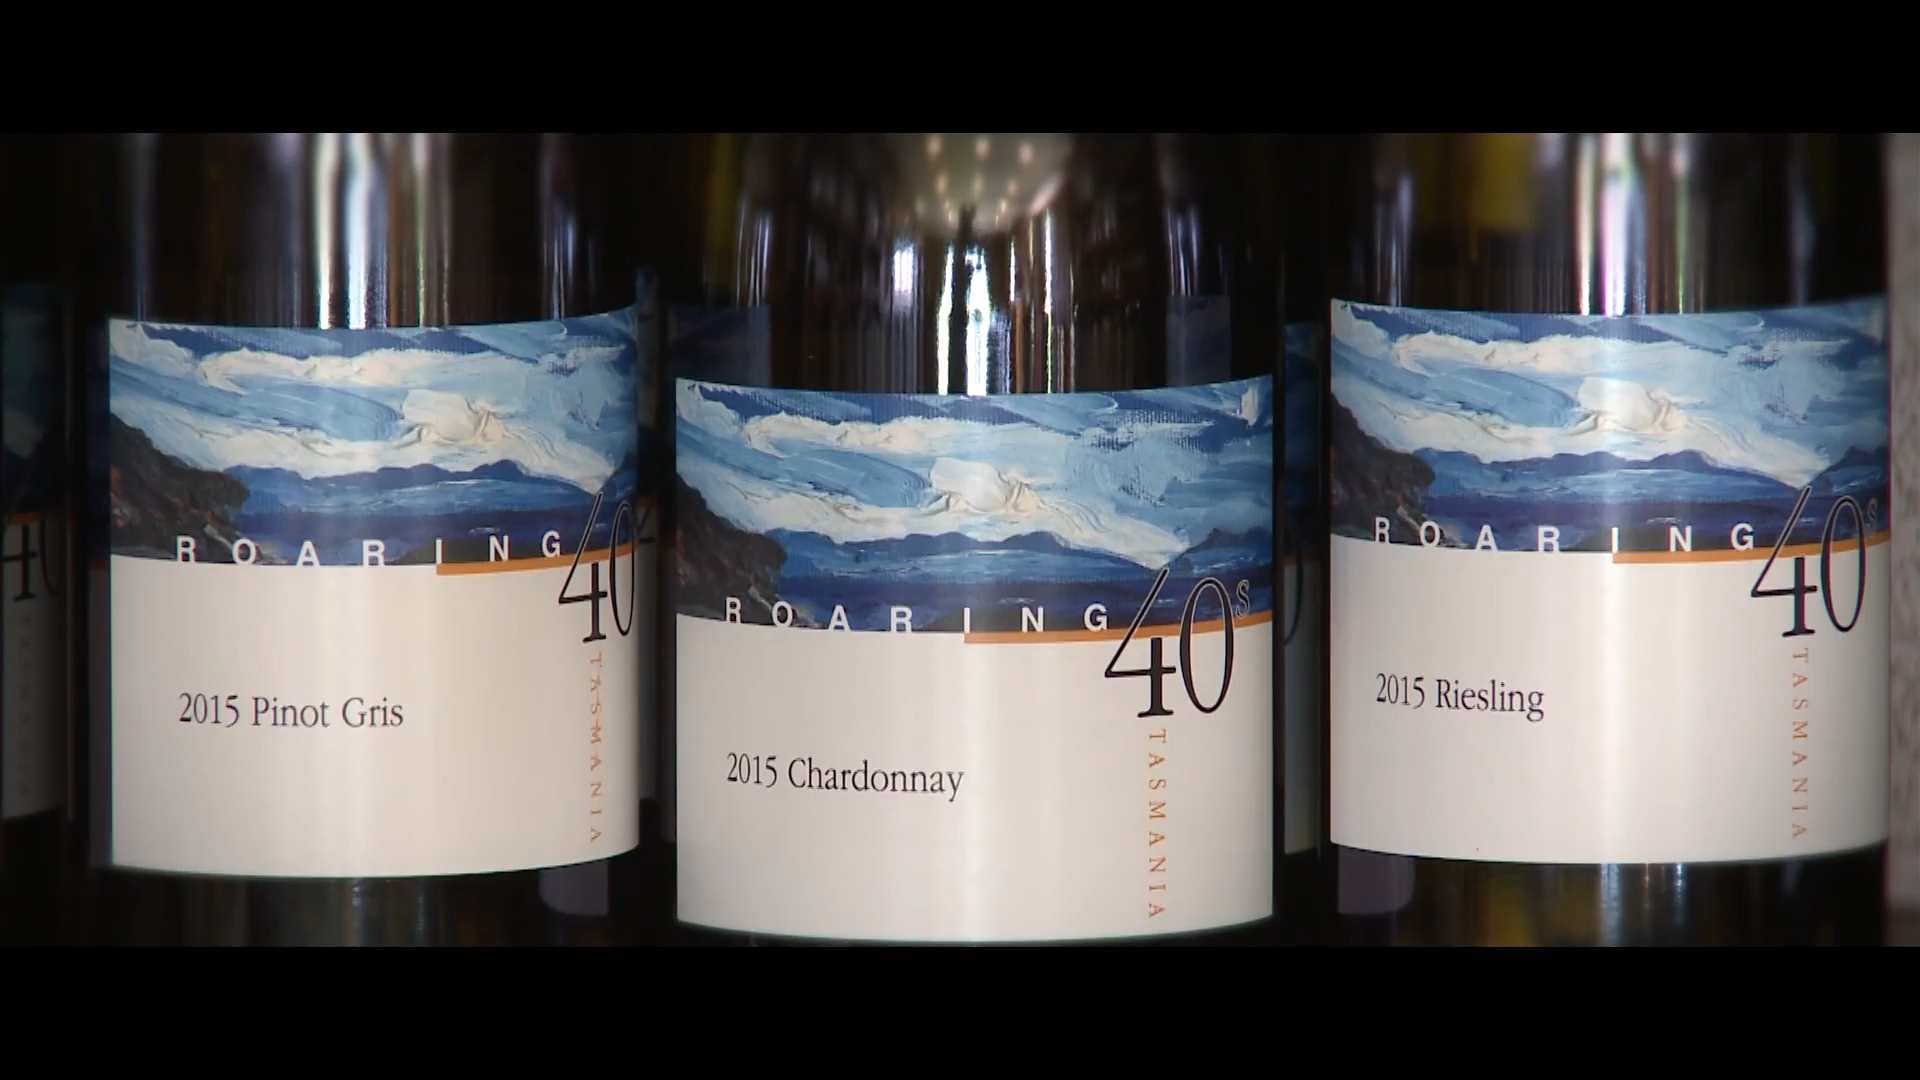 ROARING 40
TASMANIA
2015 Pinot Gris
ROARING 40s
TASMANIA
2015 Chardonnay
ROARING 40s
TASMANIA
2015 Riesling